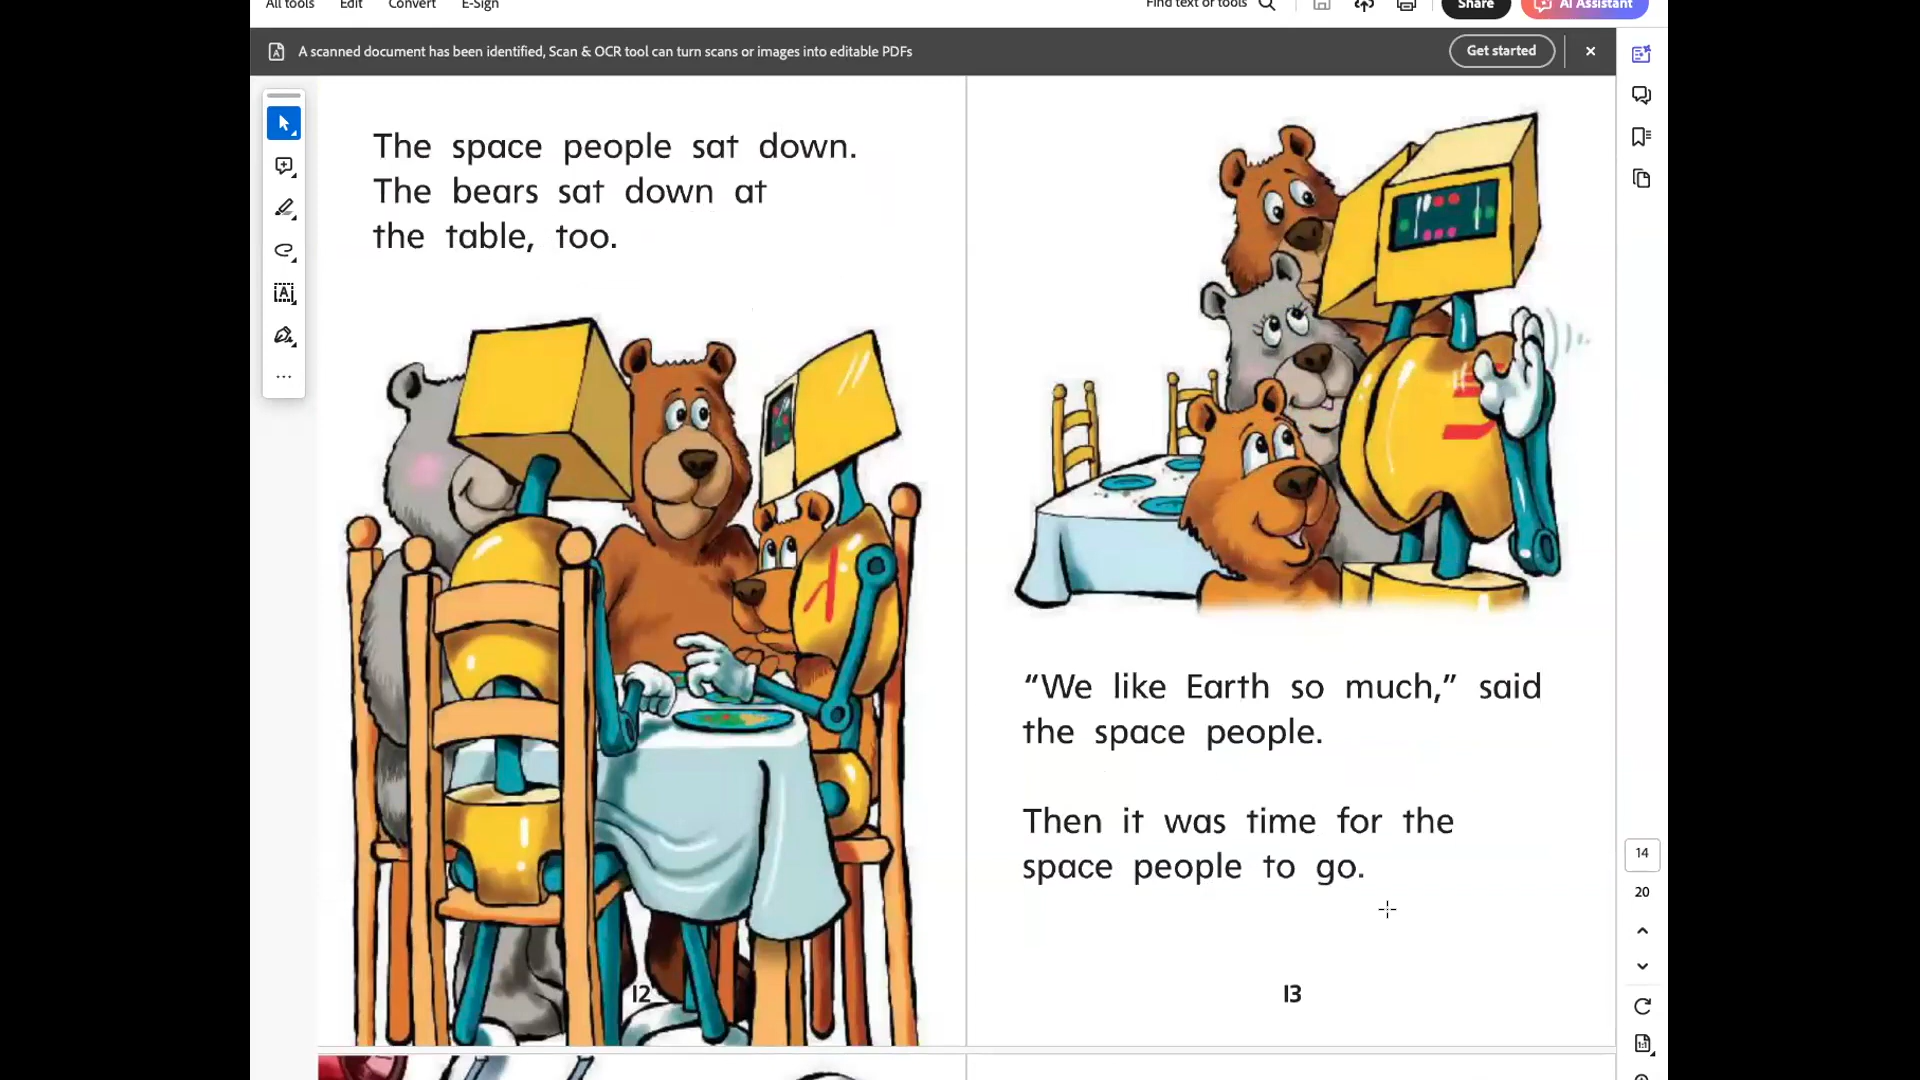 All tools Edit Convert E-Sign Find text or tools Share AI Assistant
A scanned document has been identified, Scan & OCR tool can turn scans or images into editable PDFs Get started
The space people sat down.
The bears sat down at
the table, too.
12
"We like Earth so much," said
the space people.
Then it was time for the
space people to go.
13
14
20